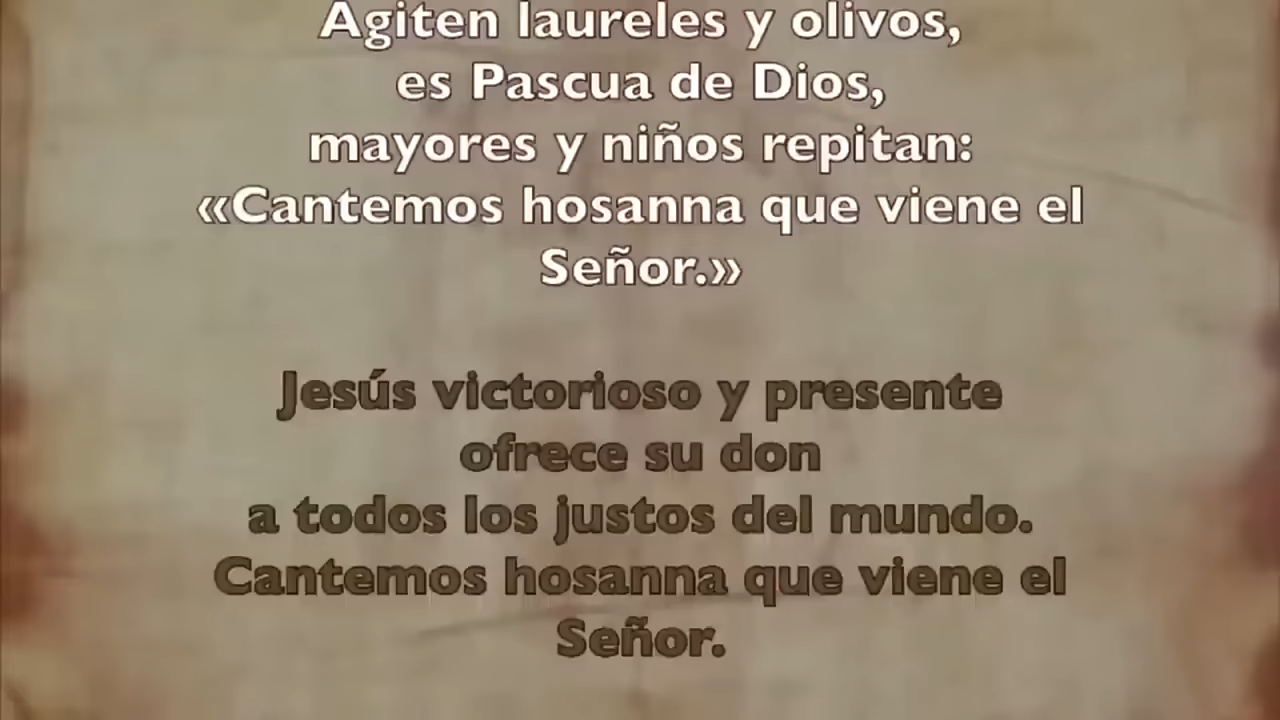 Agiten laureles y olivos,
es Pascua de Dios,
mayores y niños repitan:
«Cantemos hosanna que viene el
Señor.»
Jesús victorioso y presente
ofrece su don
a todos los justos del mundo.
Cantemos hosanna que viene el
Señor.